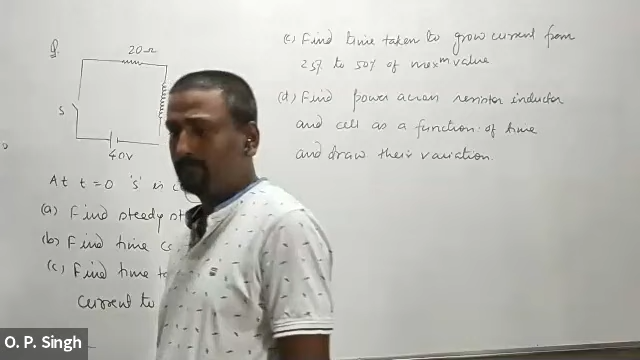 Q.
20Ω
S
40V
At t = 0 'S' is
(a) Find steady
(b) Find time
(c) Find time
current to
(c) Find time taken to grow current from
25% to 50% of maxm value
(d) Find power across resistor inductor
and cell as a function of time
and draw their variation.
O. P. Singh